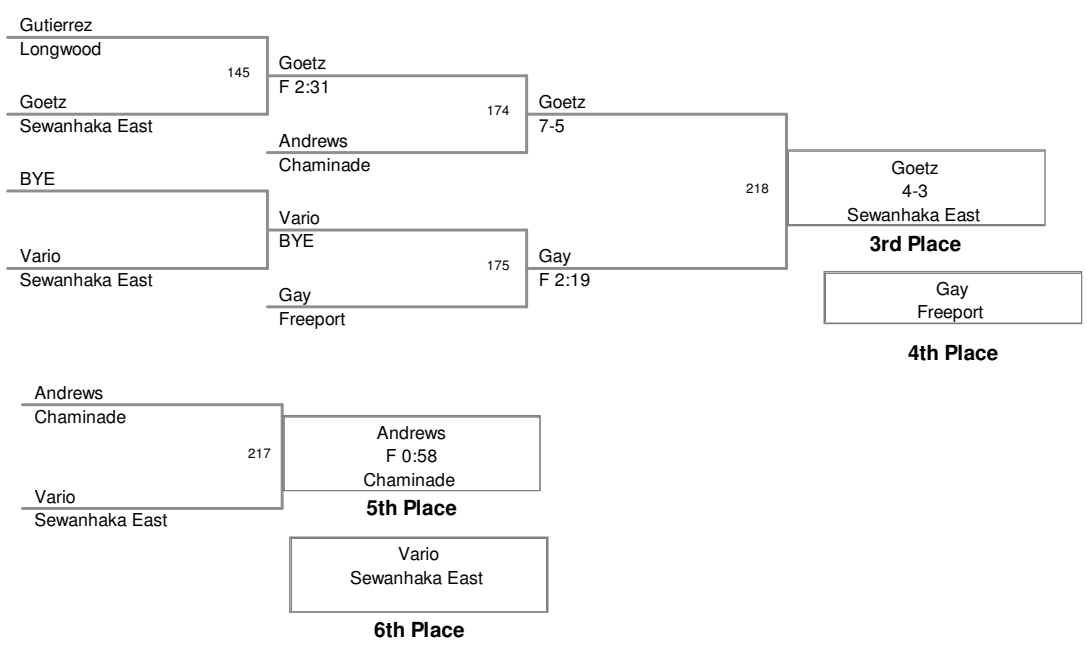 Gutierrez
Longwood
145
Goetz
Sewanhaka East
Goetz
F 2:31
174
Andrews
Chaminade
Goetz
7-5
BYE
Vario
Sewanhaka East
Vario
BYE
175
Gay
Freeport
Gay
F 2:19
218
Goetz
4-3
Sewanhaka East
3rd Place
Gay
Freeport
4th Place
Andrews
Chaminade
217
Vario
Sewanhaka East
Andrews
F 0:58
Chaminade
5th Place
Vario
Sewanhaka East
6th Place